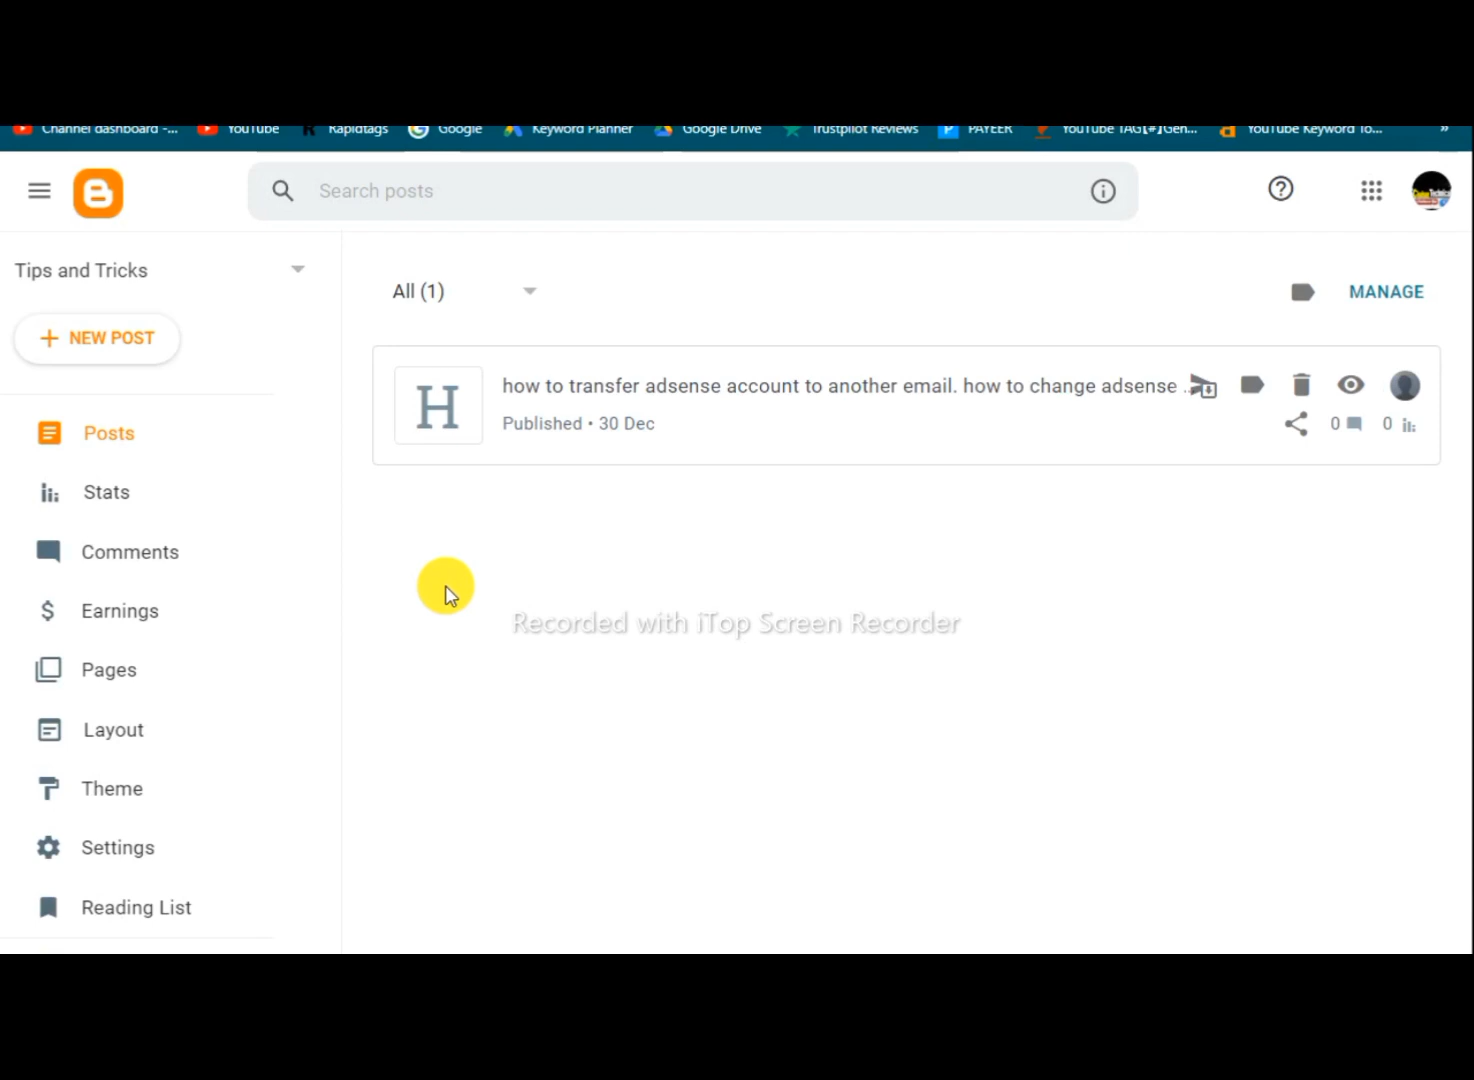 Channel dashboard -... YouTube Rapidtags Google Keyword Planner Google Drive Trustpilot Reviews PAYEER YouTube TAG[#]Gen... YouTube Keyword To... »
Search posts
Tips and Tricks
All (1)
MANAGE
+ NEW POST
H
how to transfer adsense account to another email. how to change adsense ...
Published • 30 Dec
0 0
Posts
Stats
Comments
Earnings
Pages
Layout
Theme
Settings
Reading List
Recorded with iTop Screen Recorder